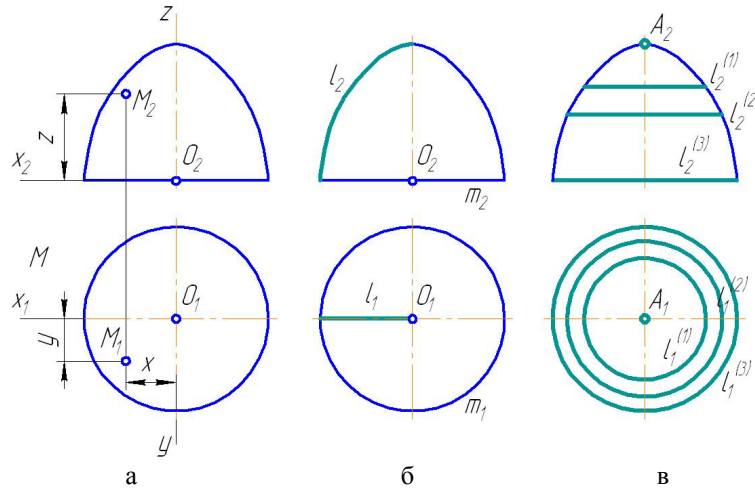 z
A₂
M₂
l₂
l₂⁽¹⁾
z
l₂⁽²⁾
x₂
O₂
O₂
l₂⁽³⁾
m₂
M
x₁
O₁
l₁
O₁
A₁
l₁⁽²⁾
y
M₁
x
l₁⁽¹⁾
l₁⁽³⁾
m₁
y
а
б
в